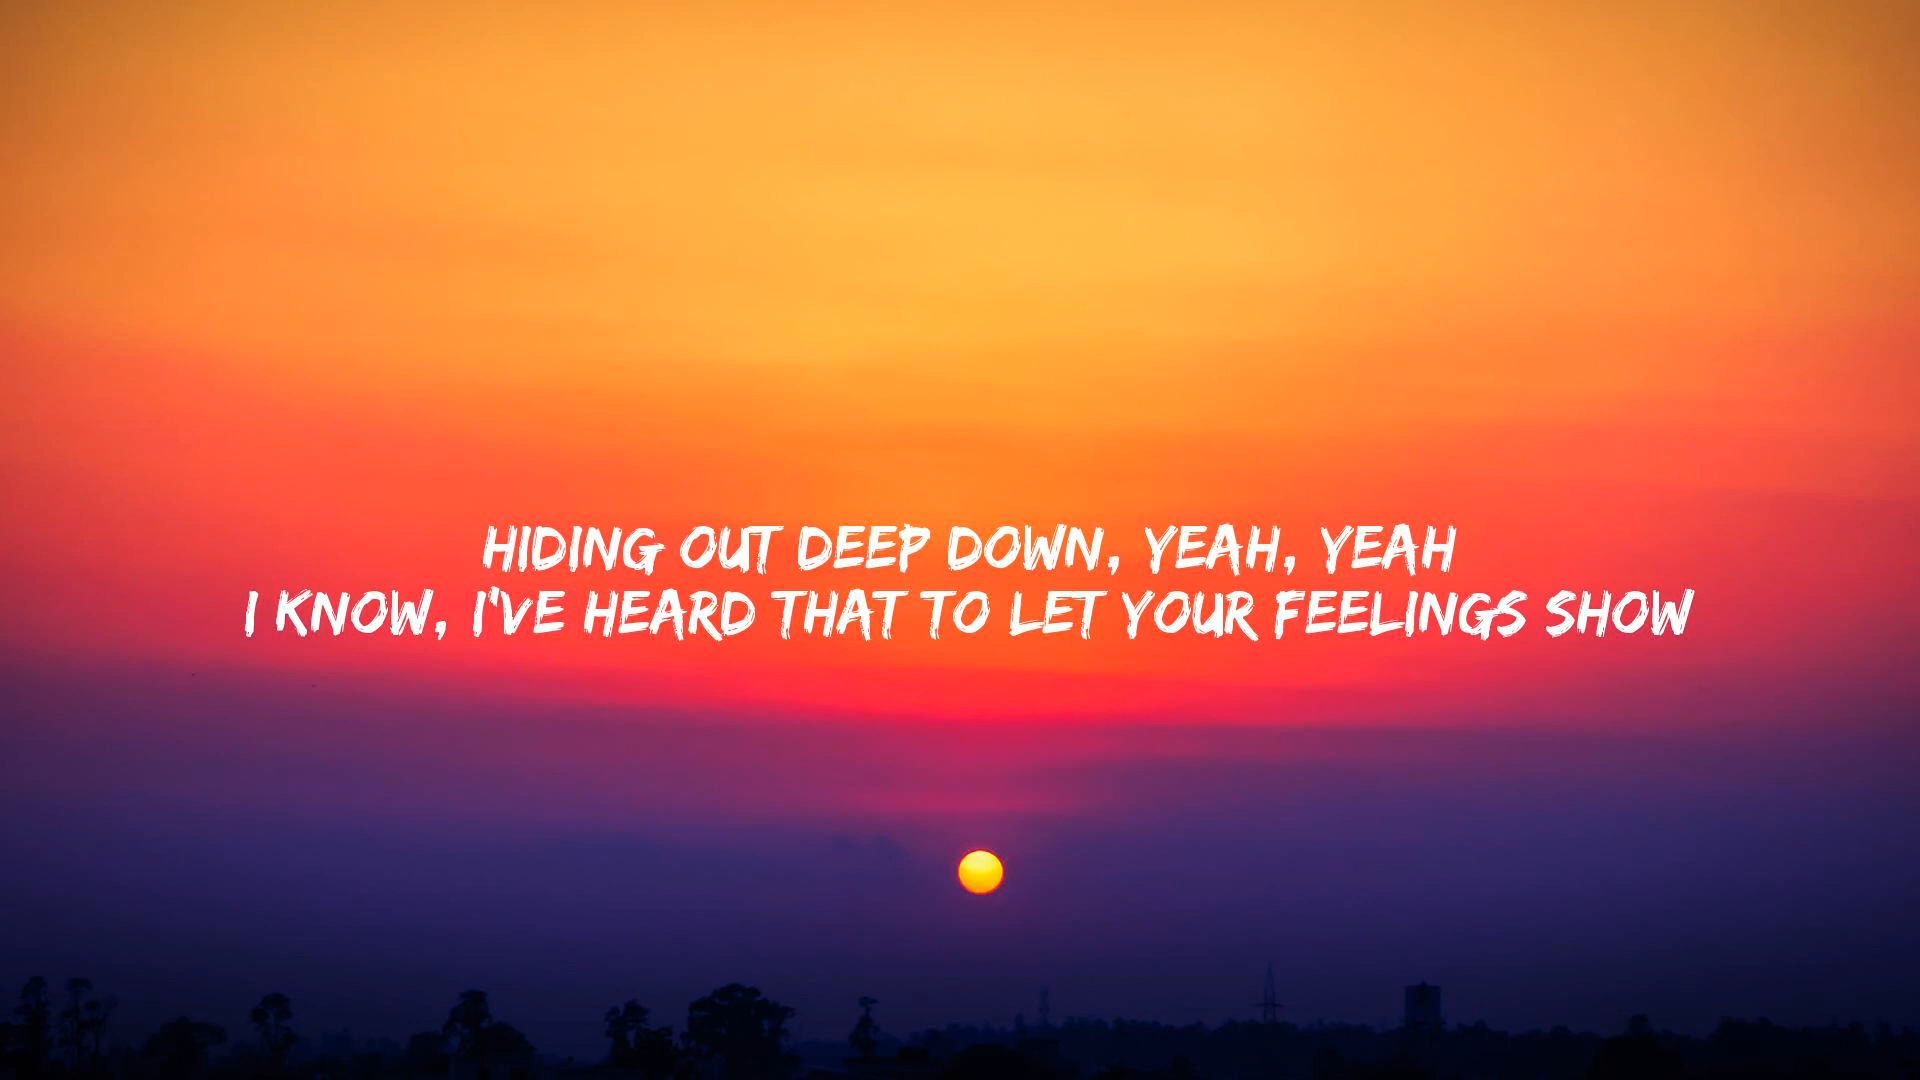 HIDING OUT DEEP DOWN, YEAH, YEAH
I KNOW, I'VE HEARD THAT TO LET YOUR FEELINGS SHOW